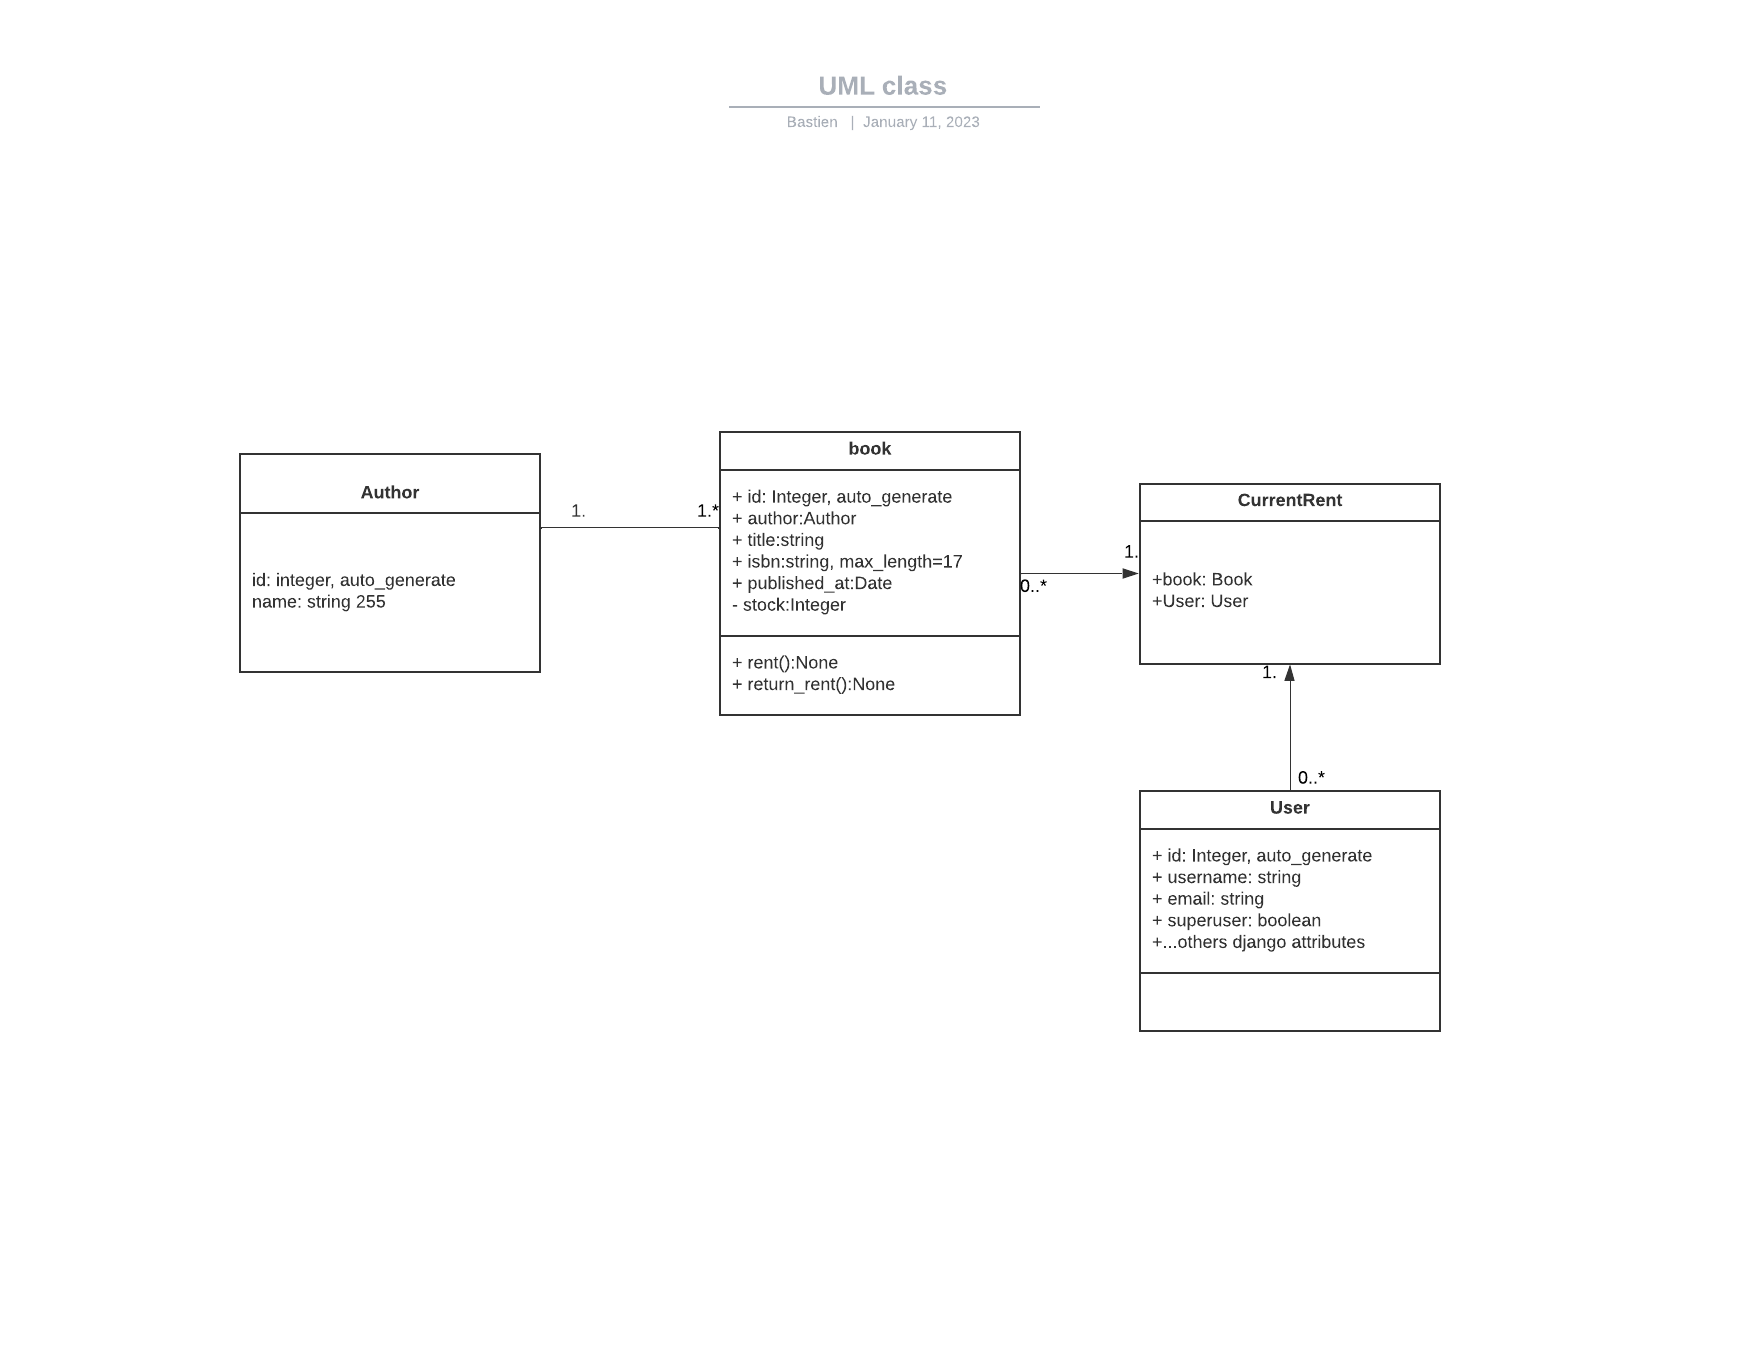 UML class
Bastien | January 11, 2023
Author
id: integer, auto_generate
name: string 255
1.
1.*
book
+ id: Integer, auto_generate
+ author:Author
+ title:string
+ isbn:string, max_length=17
+ published_at:Date
- stock:Integer
+ rent():None
+ return_rent():None
0..*
1.
CurrentRent
+book: Book
+User: User
1.
0..*
User
+ id: Integer, auto_generate
+ username: string
+ email: string
+ superuser: boolean
+...others django attributes